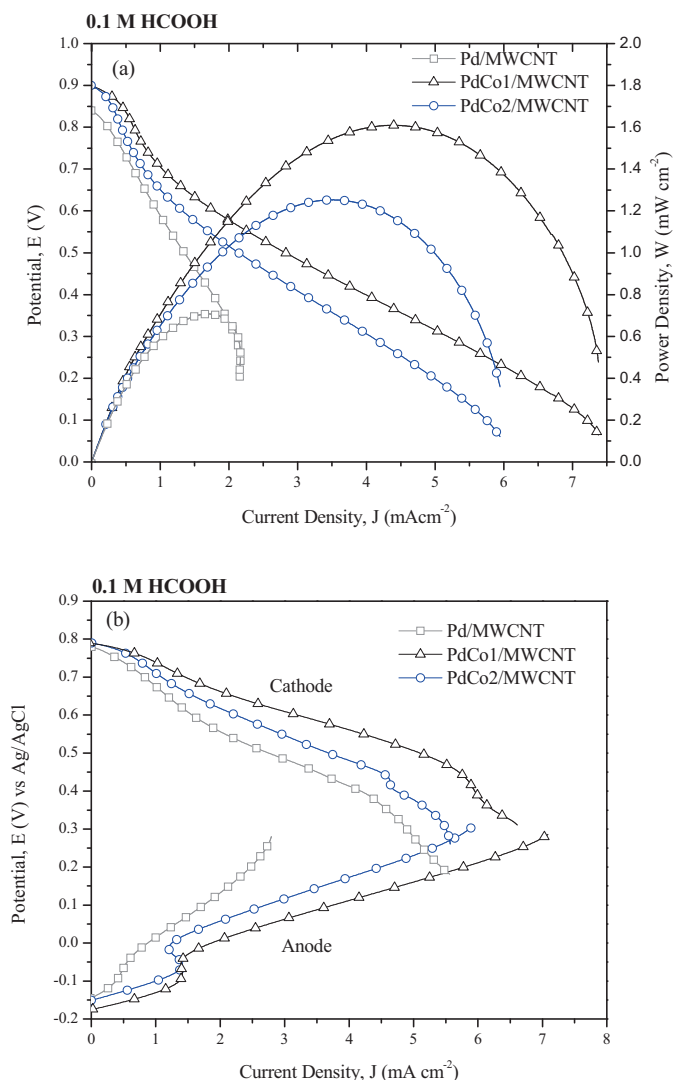 0.1 M HCOOH
(a)
Pd/MWCNT
PdCo1/MWCNT
PdCo2/MWCNT
1.0
0.9
0.8
0.7
0.6
0.5
0.4
0.3
0.2
0.1
0.0
Potential, E (V)
2.0
1.8
1.6
1.4
1.2
1.0
0.8
0.6
0.4
0.2
0.0
Power Density, W (mW cm-2)
0 1 2 3 4 5 6 7
Current Density, J (mAcm-2)
0.1 M HCOOH
(b)
Pd/MWCNT
PdCo1/MWCNT
PdCo2/MWCNT
Cathode
Anode
0.9
0.8
0.7
0.6
0.5
0.4
0.3
0.2
0.1
0.0
-0.1
-0.2
Potential, E (V) vs Ag/AgCl
0 1 2 3 4 5 6 7 8
Current Density, J (mA cm-2)